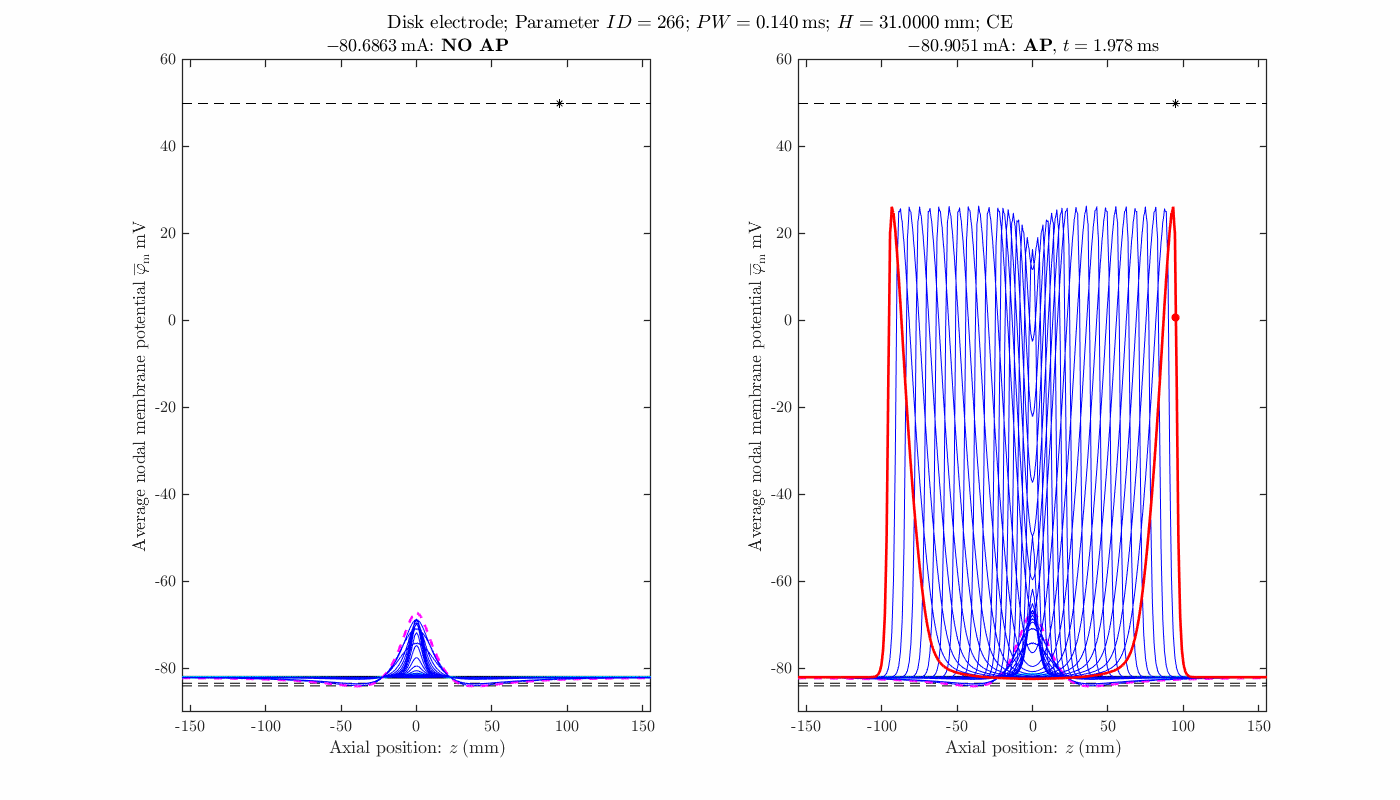 Disk electrode; Parameter ID = 266; PW = 0.140 ms; H = 31.0000 mm; CE
−80.6863 mA: NO AP
60
40
20
0
-20
-40
-60
-80
-150 -100 -50 0 50 100 150
Axial position: z (mm)
Average nodal membrane potential φ̅m mV
−80.9051 mA: AP, t = 1.978 ms
60
40
20
0
-20
-40
-60
-80
-150 -100 -50 0 50 100 150
Axial position: z (mm)
Average nodal membrane potential φ̅m mV